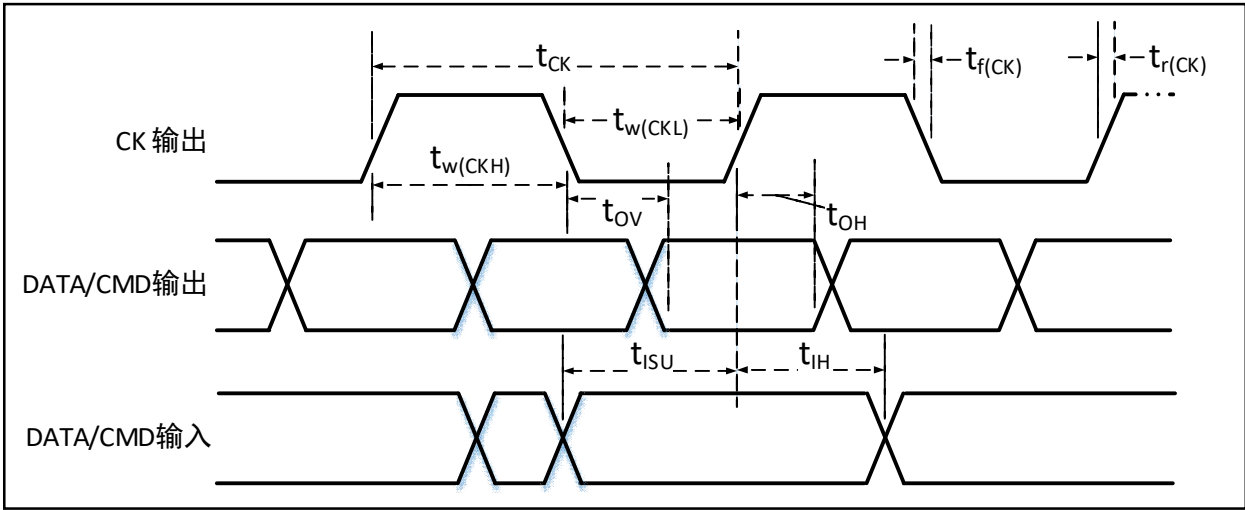 tCK
tf(CK)
tr(CK)
CK 输出
tw(CKL)
tw(CKH)
tOV
tOH
DATA/CMD输出
tISU
tIH
DATA/CMD输入